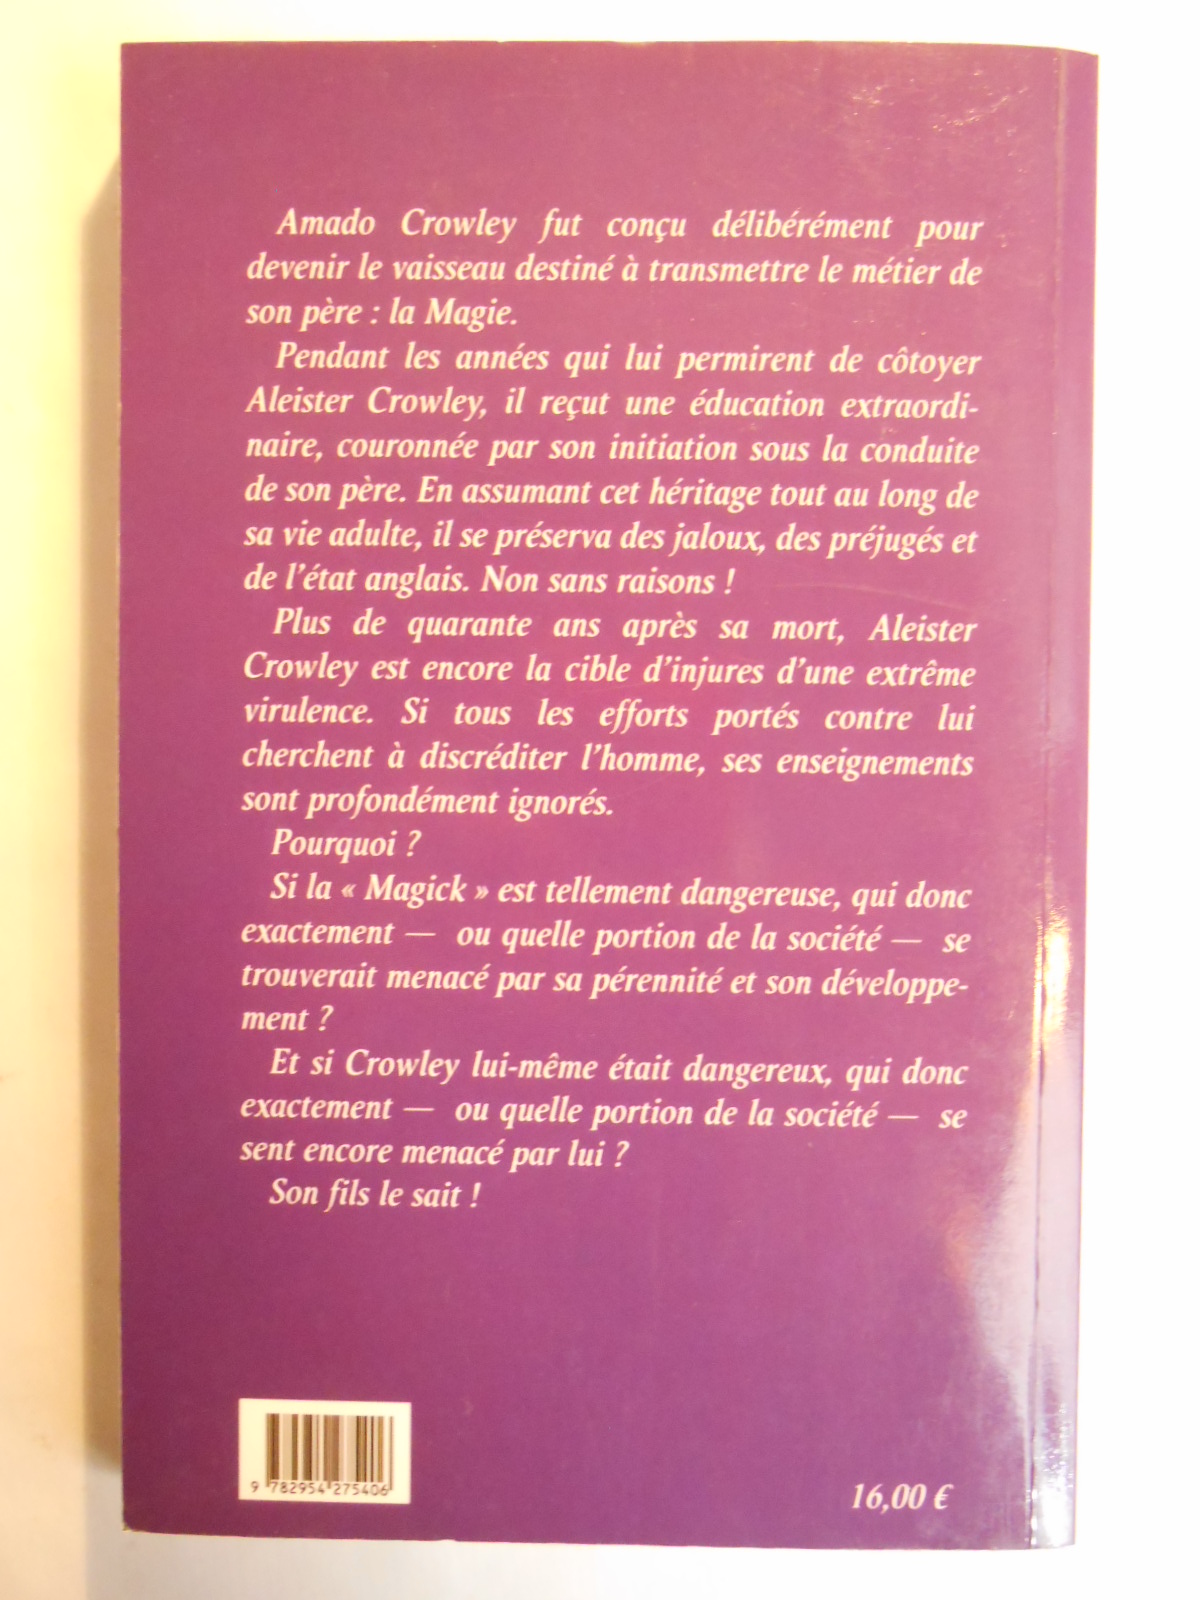 Amado Crowley fut conçu délibérément pour
devenir le vaisseau destiné à transmettre le métier de
son père : la Magie.
Pendant les années qui lui permirent de côtoyer
Aleister Crowley, il reçut une éducation extraordi-
naire, couronnée par son initiation sous la conduite
de son père. En assumant cet héritage tout au long de
sa vie adulte, il se préserva des jaloux, des préjugés et
de l'état anglais. Non sans raisons !
Plus de quarante ans après sa mort, Aleister
Crowley est encore la cible d'injures d'une extrême
virulence. Si tous les efforts portés contre lui
cherchent à discréditer l'homme, ses enseignements
sont profondément ignorés.
Pourquoi ?
Si la « Magick » est tellement dangereuse, qui donc
exactement — ou quelle portion de la société — se
trouverait menacé par sa pérennité et son développe-
ment ?
Et si Crowley lui-même était dangereux, qui donc
exactement — ou quelle portion de la société — se
sent encore menacé par lui ?
Son fils le sait !
9 782954 275406
16,00 €